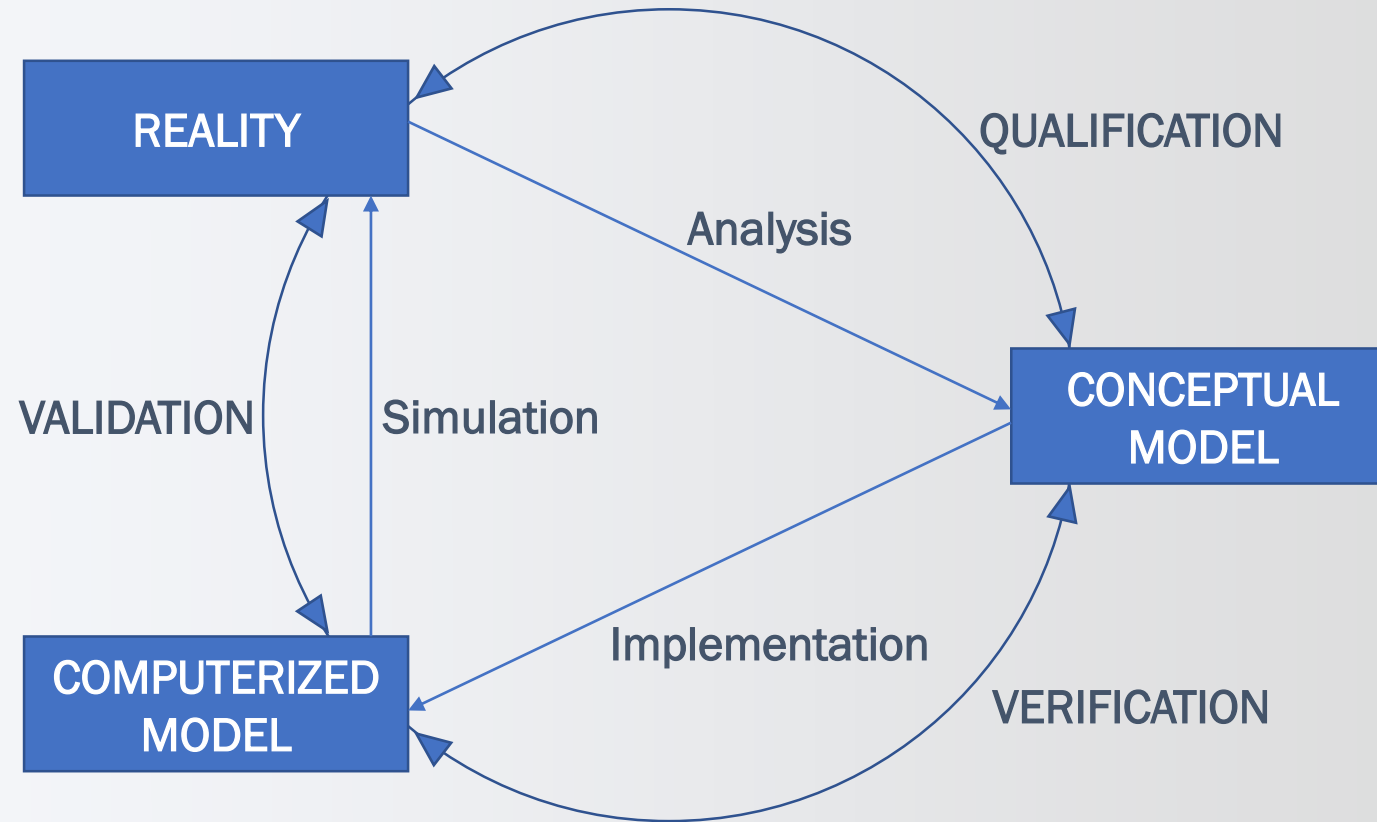 REALITY
QUALIFICATION
Analysis
CONCEPTUAL
MODEL
VALIDATION
Simulation
Implementation
COMPUTERIZED
MODEL
VERIFICATION